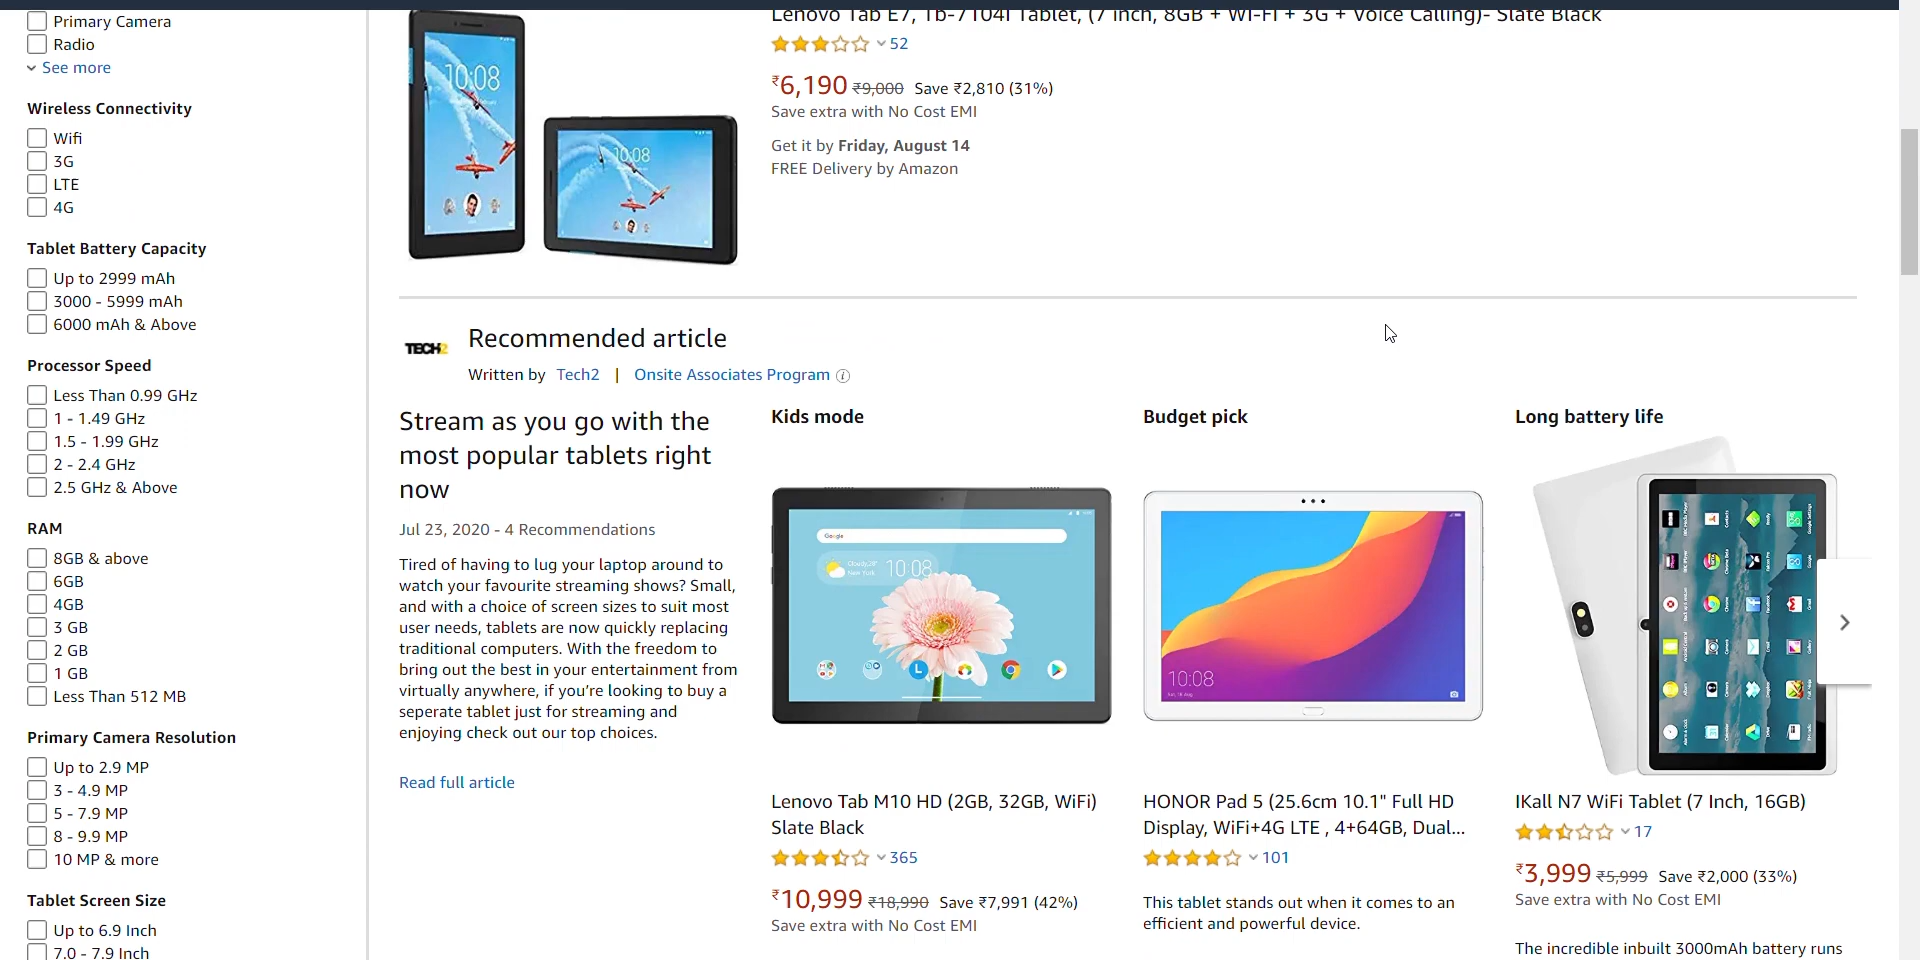 Primary Camera
Radio
See more
Wireless Connectivity
Wifi
3G
LTE
4G
Tablet Battery Capacity
Up to 2999 mAh
3000 - 5999 mAh
6000 mAh & Above
Processor Speed
Less Than 0.99 GHz
1 - 1.49 GHz
1.5 - 1.99 GHz
2 - 2.4 GHz
2.5 GHz & Above
RAM
8GB & above
6GB
4GB
3 GB
2 GB
1 GB
Less Than 512 MB
Primary Camera Resolution
Up to 2.9 MP
3 - 4.9 MP
5 - 7.9 MP
8 - 9.9 MP
10 MP & more
Tablet Screen Size
Up to 6.9 Inch
7.0 - 7.9 Inch
Lenovo Tab E7, Tb-7104I Tablet, (7 inch, 8GB + WI-FI + 3G + Voice Calling)- Slate Black
52
₹6,190 ₹9,000 Save ₹2,810 (31%)
Save extra with No Cost EMI
Get it by Friday, August 14
FREE Delivery by Amazon
10:08
10:08
TECH2
Recommended article
Written by Tech2 | Onsite Associates Program i
Stream as you go with the
most popular tablets right
now
Jul 23, 2020 - 4 Recommendations
Tired of having to lug your laptop around to
watch your favourite streaming shows? Small,
and with a choice of screen sizes to suit most
user needs, tablets are now quickly replacing
traditional computers. With the freedom to
bring out the best in your entertainment from
virtually anywhere, if you're looking to buy a
seperate tablet just for streaming and
enjoying check out our top choices.
Read full article
Kids mode
Google
10:08
Lenovo Tab M10 HD (2GB, 32GB, WiFi)
Slate Black
365
₹10,999 ₹18,990 Save ₹7,991 (42%)
Save extra with No Cost EMI
Budget pick
10:08
HONOR Pad 5 (25.6cm 10.1" Full HD
Display, WiFi+4G LTE , 4+64GB, Dual...
101
This tablet stands out when it comes to an
efficient and powerful device.
Long battery life
IKall N7 WiFi Tablet (7 Inch, 16GB)
17
₹3,999 ₹5,999 Save ₹2,000 (33%)
Save extra with No Cost EMI
The incredible inbuilt 3000mAh battery runs